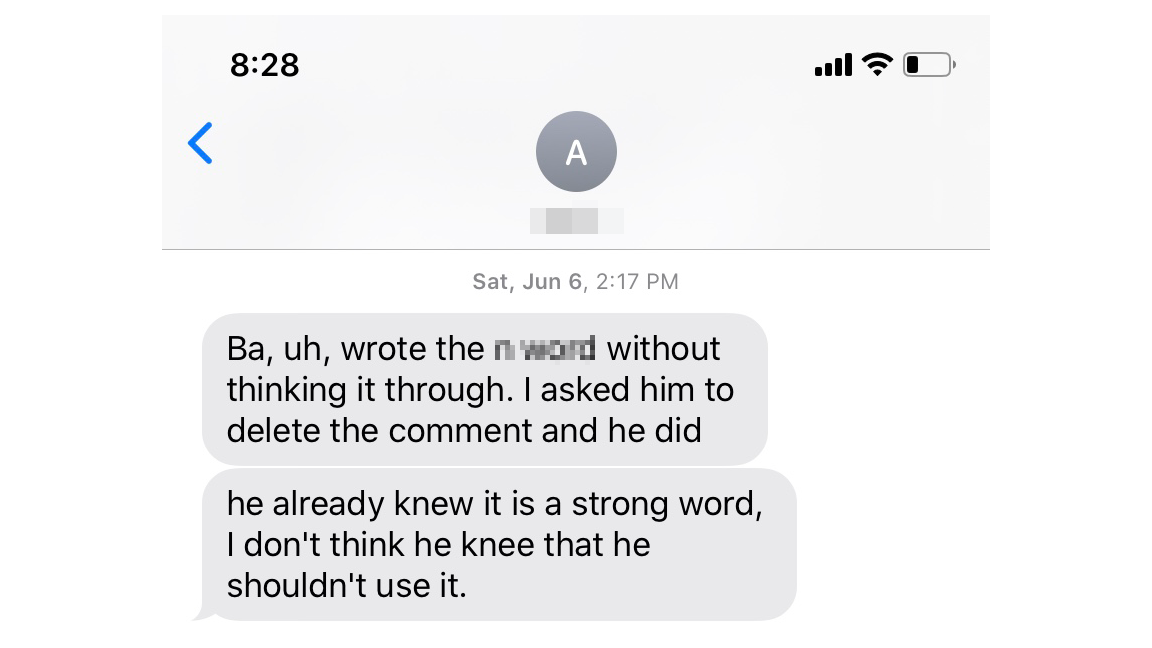 8:28
A
Sat, Jun 6, 2:17 PM
Ba, uh, wrote the n word without
thinking it through. I asked him to
delete the comment and he did
he already knew it is a strong word,
I don't think he knee that he
shouldn't use it.